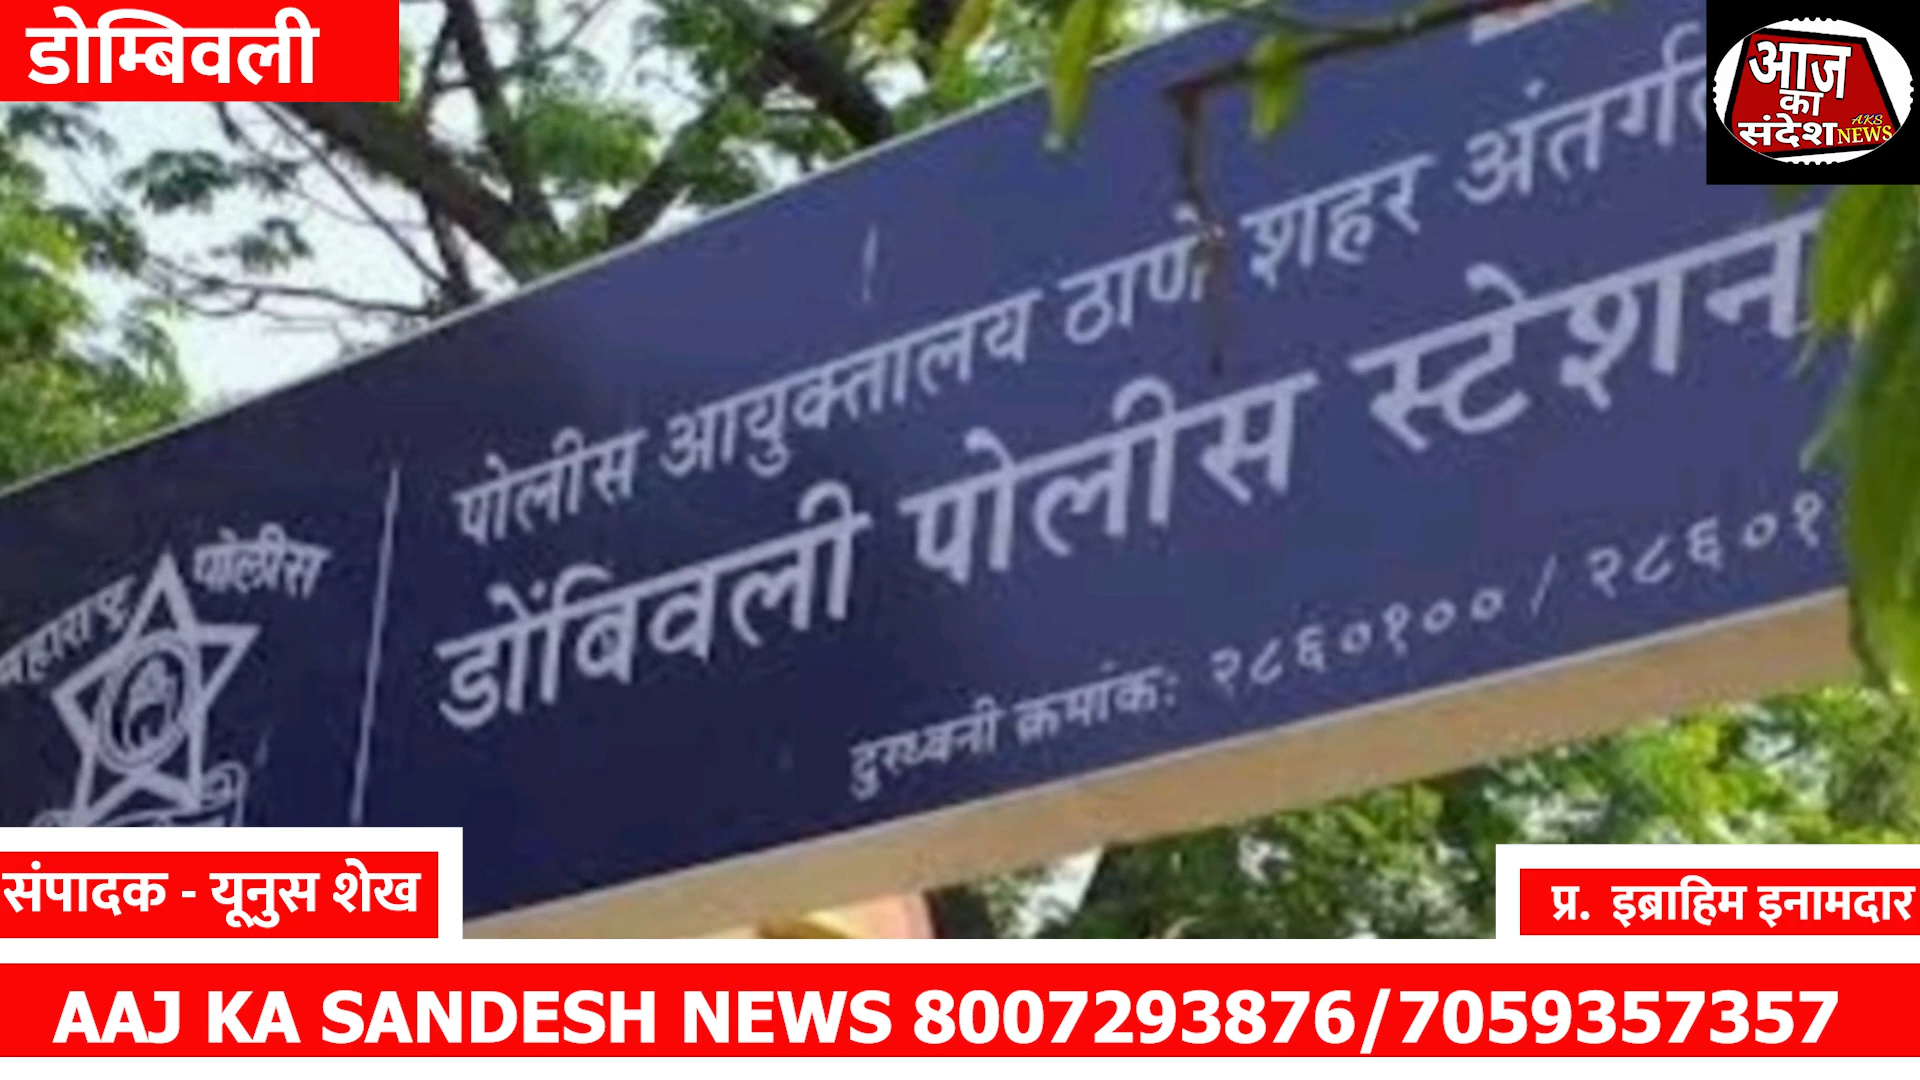 डोम्बिवली
आज
का
संदेश
AKS
NEWS
पोलीस आयुक्तालय ठाणे शहर अंतर्गत
डोंबिवली पोलीस स्टेशन
दुरध्वनी क्रमांक: २८६०१०० / २८६०१
महाराष्ट्र पोलीस
संपादक - यूनुस शेख
प्र. इब्राहिम इनामदार
AAJ KA SANDESH NEWS 8007293876/7059357357